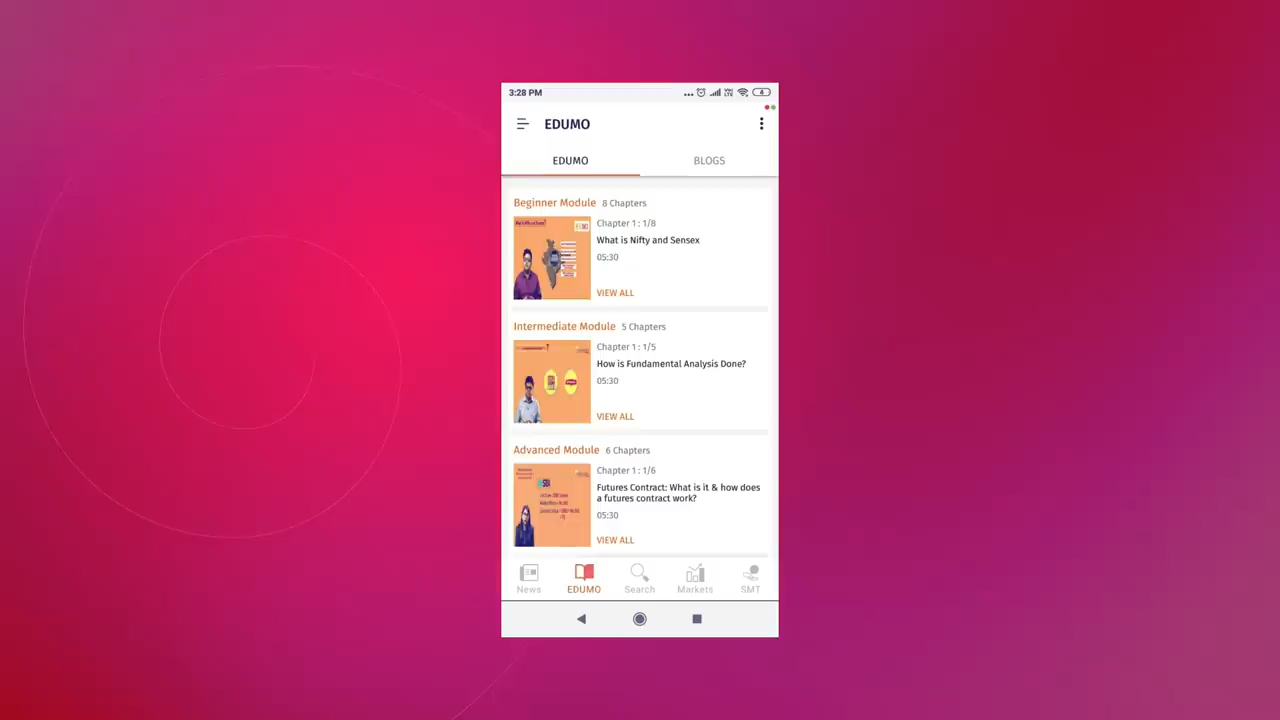 3:28 PM
4
EDUMO
EDUMO
BLOGS
Beginner Module 8 Chapters
Chapter 1 : 1/8
What is Nifty and Sensex
05:30
VIEW ALL
Intermediate Module 5 Chapters
Chapter 1 : 1/5
How is Fundamental Analysis Done?
05:30
VIEW ALL
Advanced Module 6 Chapters
Chapter 1 : 1/6
Futures Contract: What is it & how does
a futures contract work?
05:30
VIEW ALL
News
EDUMO
Search
Markets
SMT